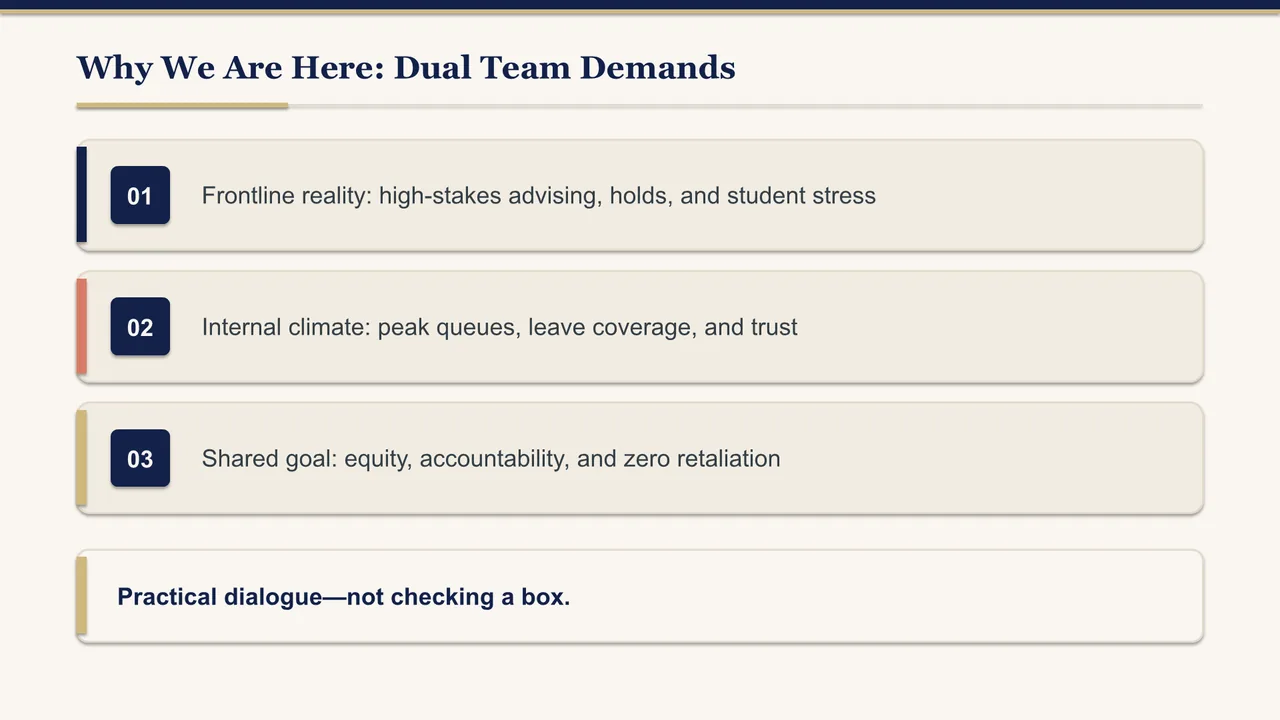 Why We Are Here: Dual Team Demands
01
Frontline reality: high-stakes advising, holds, and student stress
02
Internal climate: peak queues, leave coverage, and trust
03
Shared goal: equity, accountability, and zero retaliation
Practical dialogue—not checking a box.